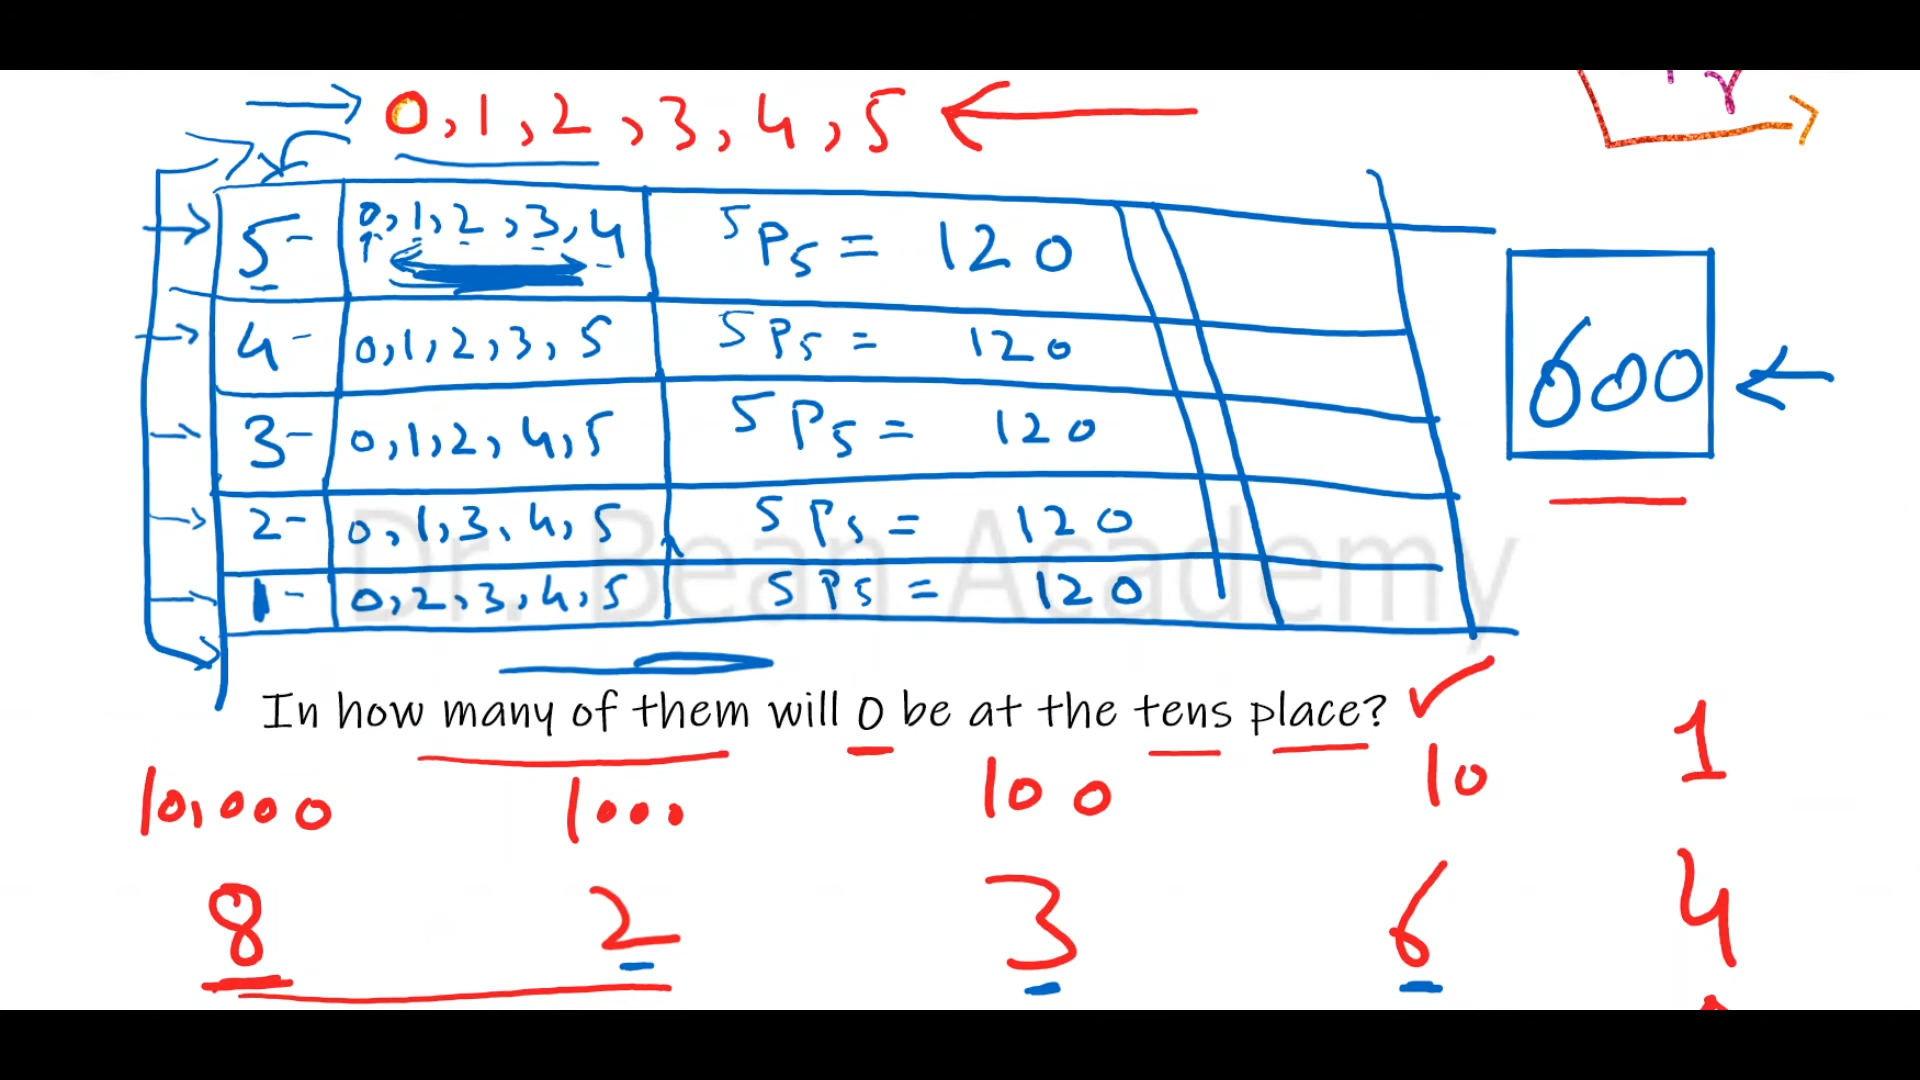 0, 1, 2, 3, 4, 5
5- 0, 1, 2, 3, 4 5P5 = 120
4- 0, 1, 2, 3, 5 5P5 = 120
600
3- 0, 1, 2, 4, 5 5P5 = 120
2- 0, 1, 3, 4, 5 5P5 = 120
1- 0, 2, 3, 4, 5 5P5 = 120
Dr. Bean Academy
In how many of them will 0 be at the tens place?
10,000 1000 100 10 1
8 2 3 6 4